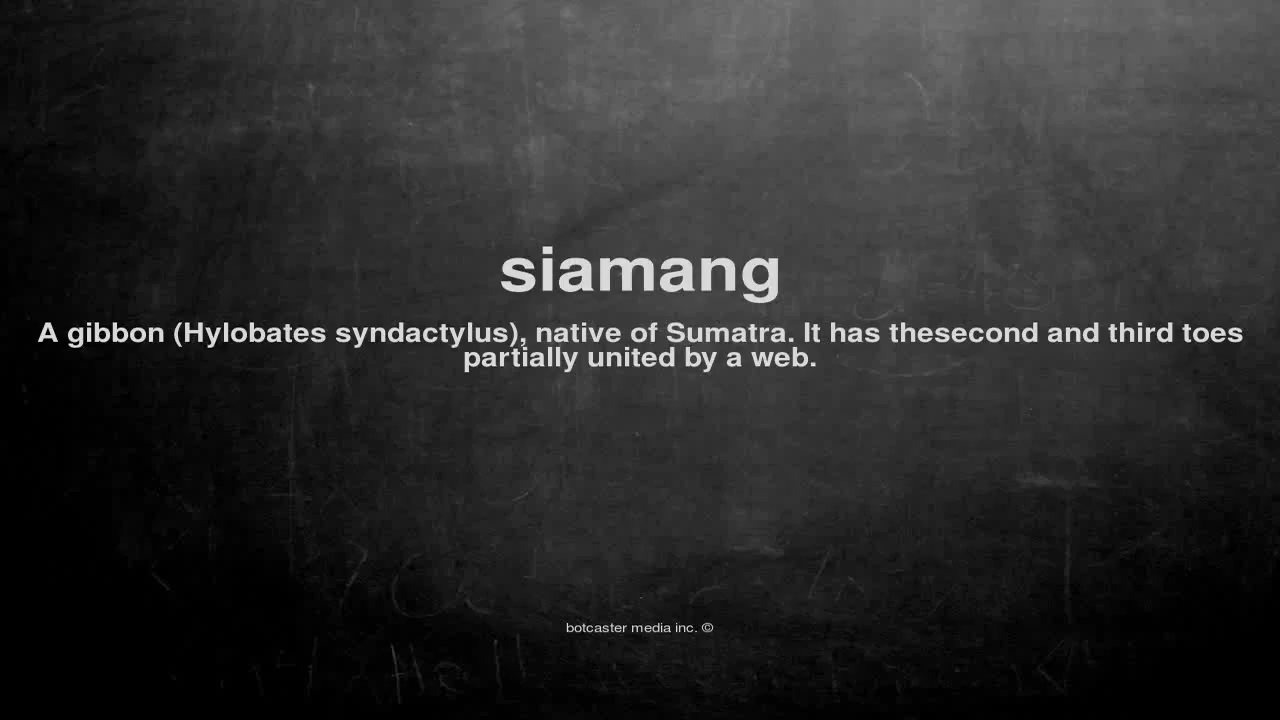 siamang
A gibbon (Hylobates syndactylus), native of Sumatra. It has thesecond and third toes
partially united by a web.
botcaster media inc. ©